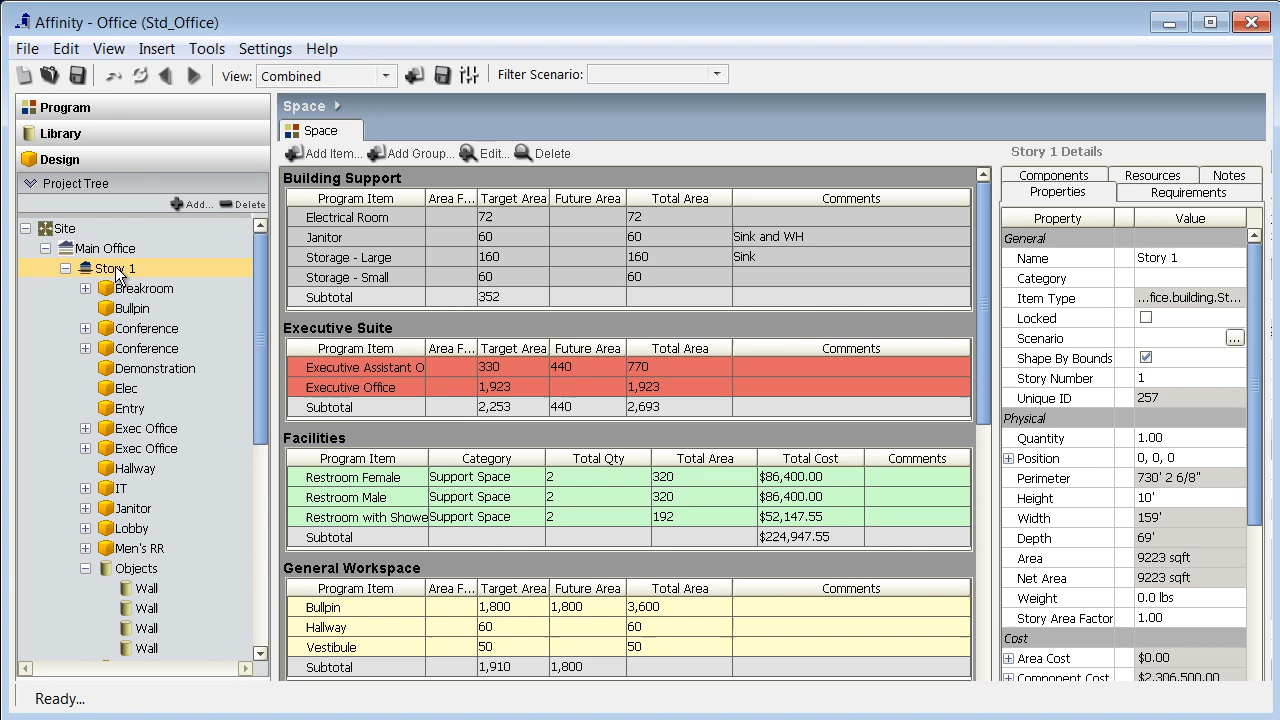 Affinity - Office (Std_Office)
File Edit View Insert Tools Settings Help
View: Combined Filter Scenario:
Program
Library
Design
Project Tree
Add... Delete
Site
Main Office
Story 1
Breakroom
Bullpin
Conference
Conference
Demonstration
Elec
Entry
Exec Office
Exec Office
Hallway
IT
Janitor
Lobby
Men's RR
Objects
Wall
Wall
Wall
Wall
Space
Space
Add Item... Add Group... Edit... Delete
Building Support
Program Item Area F... Target Area Future Area Total Area Comments
Electrical Room 72 72
Janitor 60 60 Sink and WH
Storage - Large 160 160 Sink
Storage - Small 60 60
Subtotal 352
Executive Suite
Program Item Area F... Target Area Future Area Total Area Comments
Executive Assistant O 330 440 770
Executive Office 1,923 1,923
Subtotal 2,253 440 2,693
Facilities
Program Item Category Total Qty Total Area Total Cost Comments
Restroom Female Support Space 2 320 $86,400.00
Restroom Male Support Space 2 320 $86,400.00
Restroom with Showe Support Space 2 192 $52,147.55
Subtotal $224,947.55
General Workspace
Program Item Area F... Target Area Future Area Total Area Comments
Bullpin 1,800 1,800 3,600
Hallway 60 60
Vestibule 50 50
Subtotal 1,910 1,800
Story 1 Details
Components Resources Notes
Properties Requirements
Property Value
General
Name Story 1
Category
Item Type ...fice.building.St...
Locked
Scenario ...
Shape By Bounds
Story Number 1
Unique ID 257
Physical
Quantity 1.00
Position 0, 0, 0
Perimeter 730' 2 6/8"
Height 10'
Width 159'
Depth 69'
Area 9223 sqft
Net Area 9223 sqft
Weight 0.0 lbs
Story Area Factor 1.00
Cost
Area Cost $0.00
Component Cost $2,306,500.00
Ready...